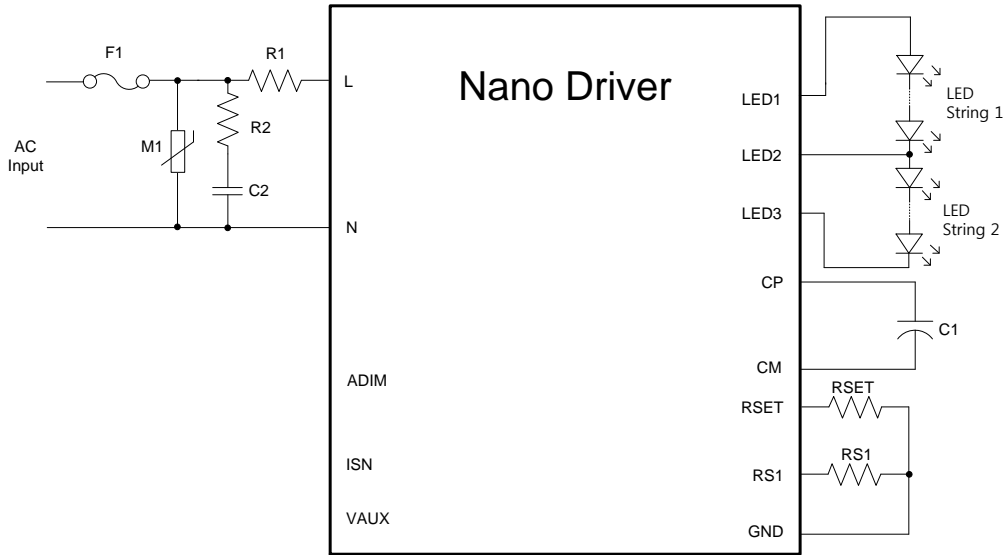 F1
R1
L
Nano Driver
LED1
LED
String 1
R2
M1
AC
Input
LED2
C2
LED3
LED
String 2
N
CP
C1
CM
ADIM
RSET
RSET
ISN
RS1
RS1
VAUX
GND